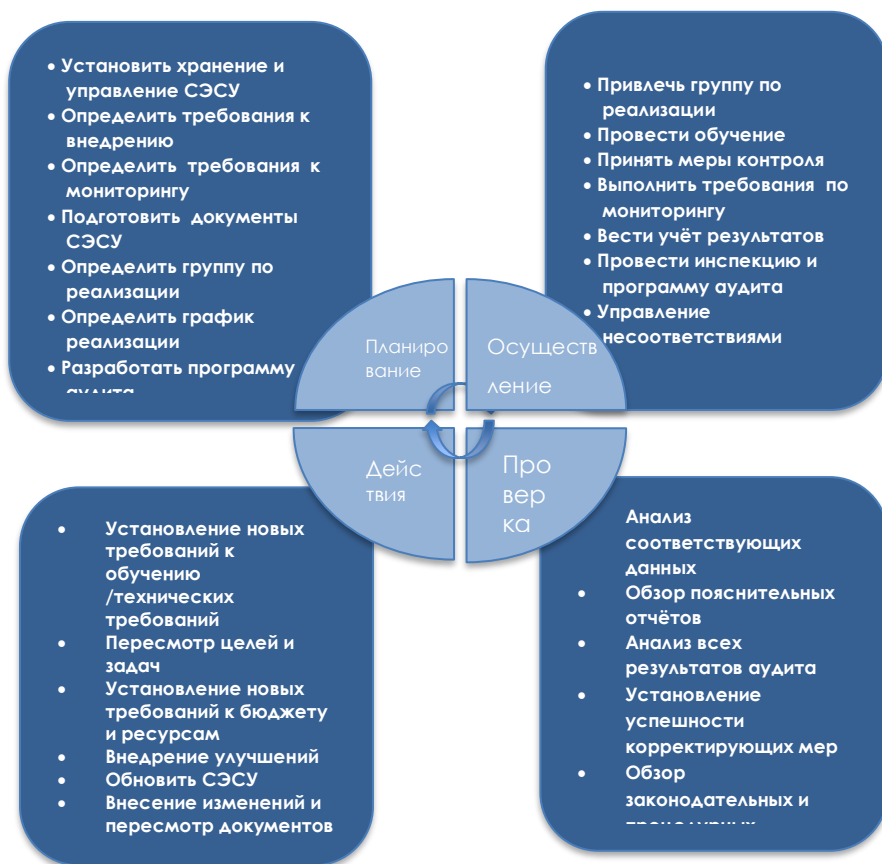 • Установить хранение и
управление СЭСУ
• Определить требования к
внедрению
• Определить требования к
мониторингу
• Подготовить документы
СЭСУ
• Определить группу по
реализации
• Определить график
реализации
• Разработать программу
аудита
• Привлечь группу по
реализации
• Провести обучение
• Принять меры контроля
• Выполнить требования по
мониторингу
• Вести учёт результатов
• Провести инспекцию и
программу аудита
• Управление
несоответствиями
Планиро
вание
Осуществ
ление
Дейс
твия
Про
вер
ка
• Установление новых
требований к
обучению
/технических
требований
• Пересмотр целей и
задач
• Установление новых
требований к бюджету
и ресурсам
• Внедрение улучшений
• Обновить СЭСУ
• Внесение изменений и
пересмотр документов
Анализ
соответствующих
данных
• Обзор пояснительных
отчётов
• Анализ всех
результатов аудита
• Установление
успешности
корректирующих мер
• Обзор
законодательных и